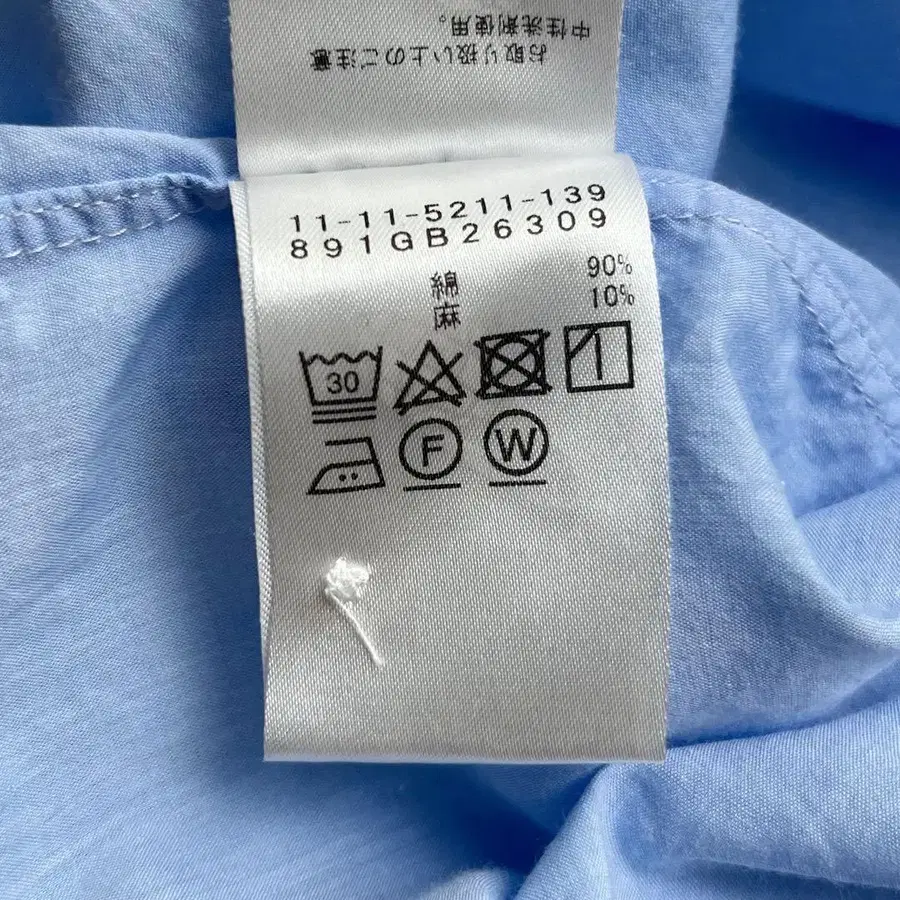 お取り扱い上のご注意
中性洗剤使用。
11-11-5211-139
891GB26309
綿 90%
麻 10%
30
F W